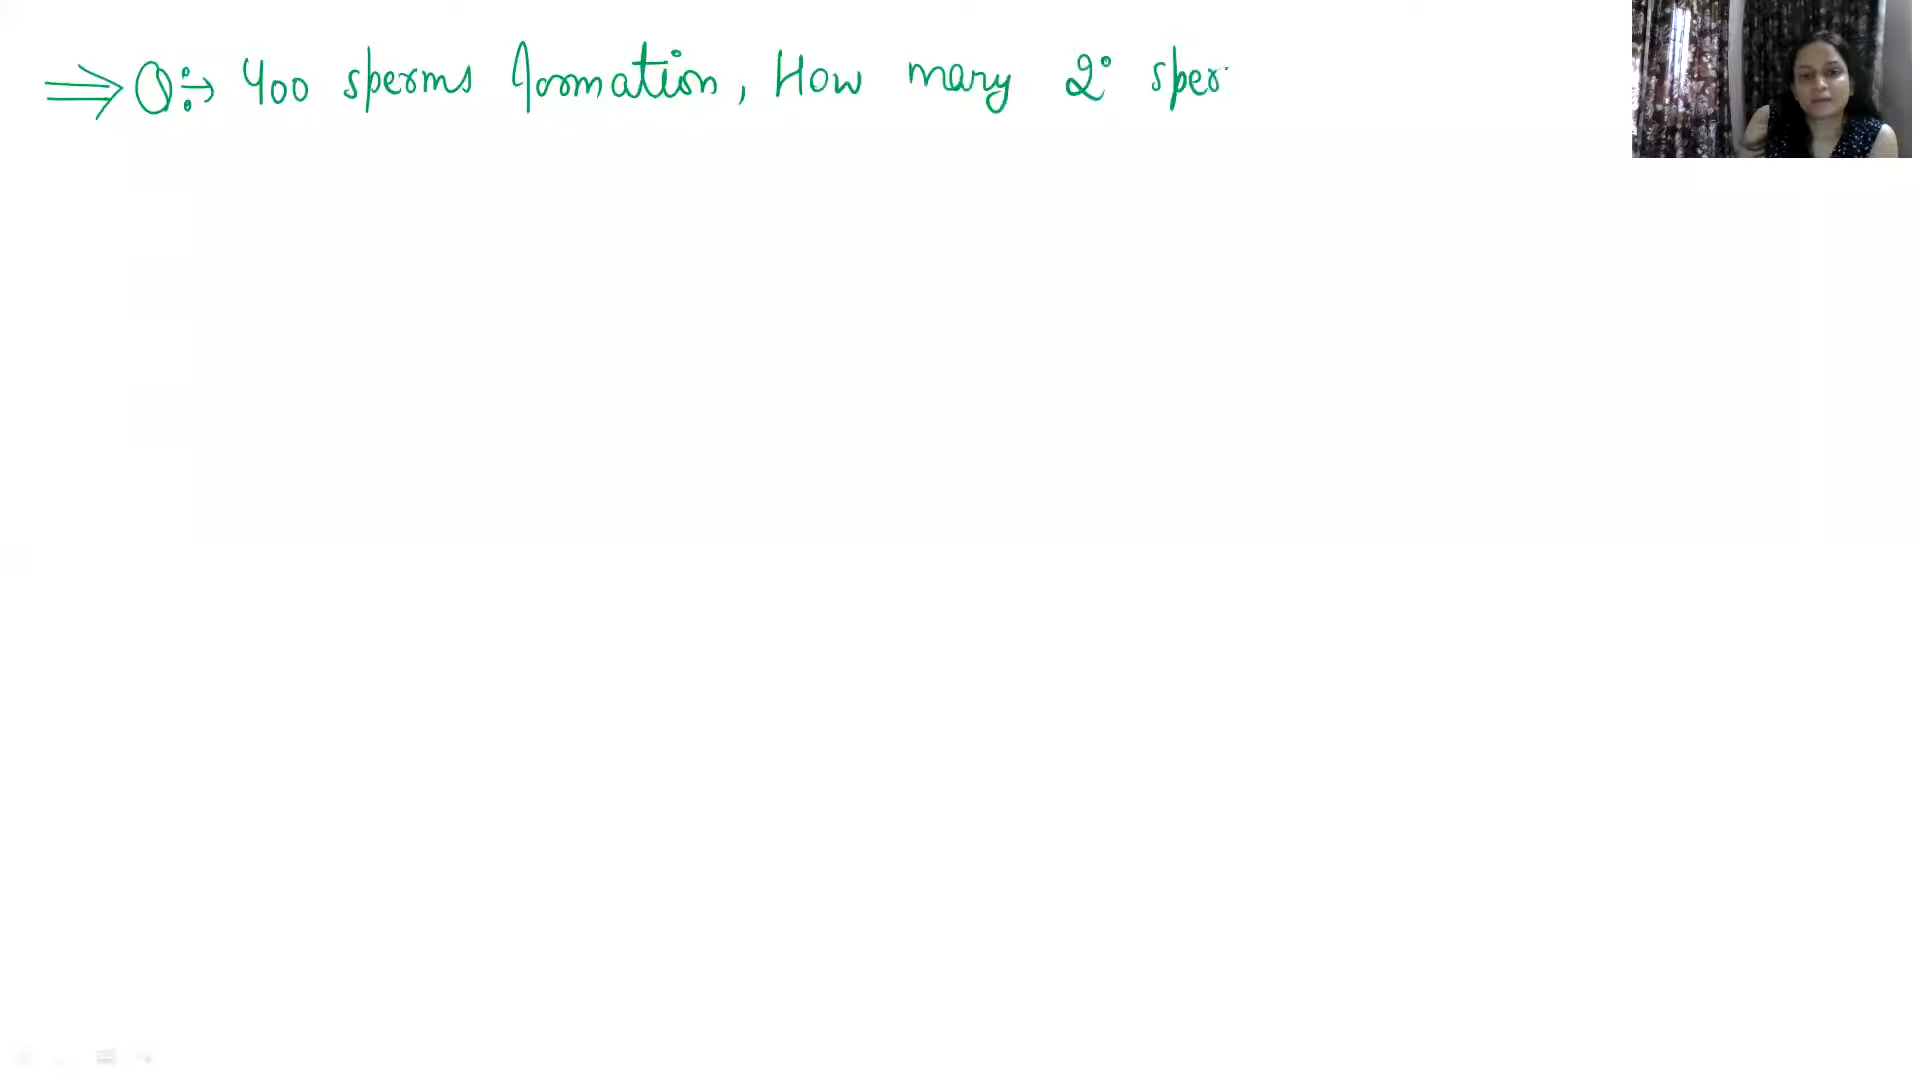 ⇒ Q:→ 400 sperms formation, How many 2° sper